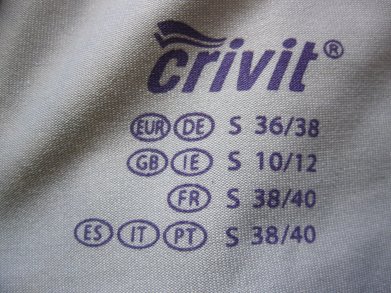 crivit®
EUR DE S 36/38
GB IE S 10/12
FR S 38/40
ES IT PT S 38/40